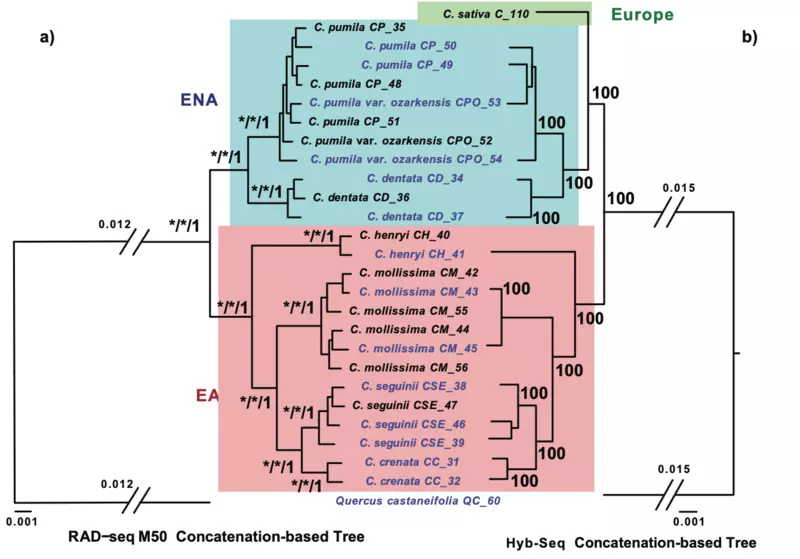 C. sativa C_110
Europe
a)
b)
C. pumila CP_35
C. pumila CP_50
C. pumila CP_49
C. pumila CP_48
ENA
C. pumila var. ozarkensis CPO_53
100
C. pumila CP_51
*/*/1
100
C. pumila var. ozarkensis CPO_52
*/*/1
C. pumila var. ozarkensis CPO_54
100
C. dentata CD_34
*/*/1
C. dentata CD_36
100
0.015
C. dentata CD_37
100
0.012
*/*/1
C. henryi CH_40
*/*/1
C. henryi CH_41
C. mollissima CM_42
C. mollissima CM_43
100
*/*/1
*/*/1
C. mollissima CM_55
100
C. mollissima CM_44
C. mollissima CM_45
C. mollissima CM_56
100
C. seguinii CSE_38
EA
100
*/*/1
C. seguinii CSE_47
*/*/1
C. seguinii CSE_46
C. seguinii CSE_39
100
C. crenata CC_31
*/*/1
0.015
C. crenata CC_32
100
*/*/1
0.012
Quercus castaneifolia QC_60
0.001
RAD-seq M50 Concatenation-based Tree
0.001
Hyb-Seq Concatenation-based Tree